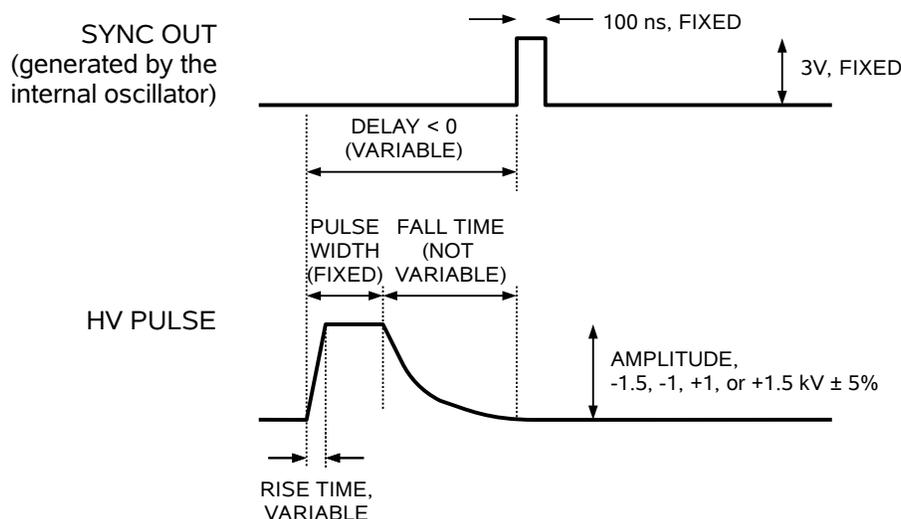 SYNC OUT
(generated by the
internal oscillator)
100 ns, FIXED
3V, FIXED
DELAY < 0
(VARIABLE)
PULSE
WIDTH
(FIXED)
FALL TIME
(NOT
VARIABLE)
HV PULSE
AMPLITUDE,
-1.5, -1, +1, or +1.5 kV ± 5%
RISE TIME,
VARIABLE